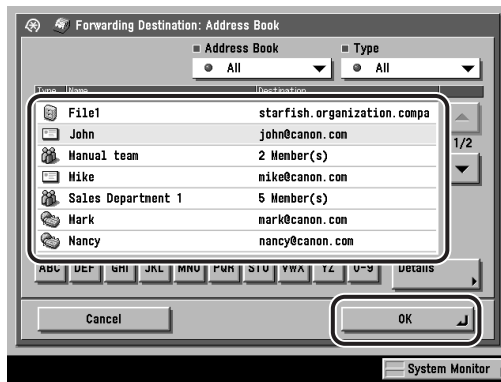 Forwarding Destination: Address Book
Address Book
Type
All
All
Type Name Destination
File1 starfish.organization.compa
John john@canon.com
1/2
Manual team 2 Member(s)
Mike mike@canon.com
Sales Department 1 5 Member(s)
Mark mark@canon.com
Nancy nancy@canon.com
ABC DEF GHI JKL MNO PQR STU VWX YZ 0-9 Details
Cancel OK
System Monitor